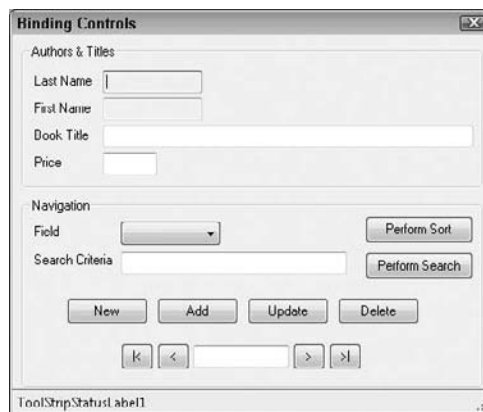 Binding Controls
Authors & Titles
Last Name
First Name
Book Title
Price
Navigation
Field
Perform Sort
Search Criteria
Perform Search
New Add Update Delete
|< < > >|
ToolStripStatusLabel1